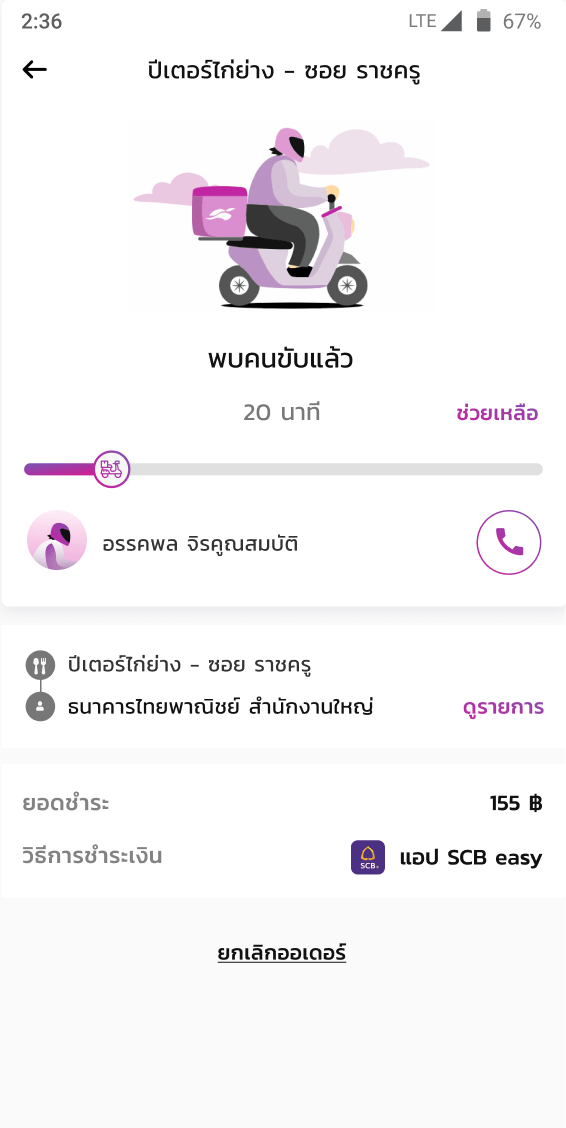 2:36 LTE 67%
ปีเตอร์ไก่ย่าง - ซอย ราชครู
พบคนขับแล้ว
20 นาที ช่วยเหลือ
อรรคพล จิรคูณสมบัติ
ปีเตอร์ไก่ย่าง - ซอย ราชครู
ธนาคารไทยพาณิชย์ สำนักงานใหญ่ ดูรายการ
ยอดชำระ 155 ฿
วิธีการชำระเงิน SCB แอป SCB easy
ยกเลิกออเดอร์